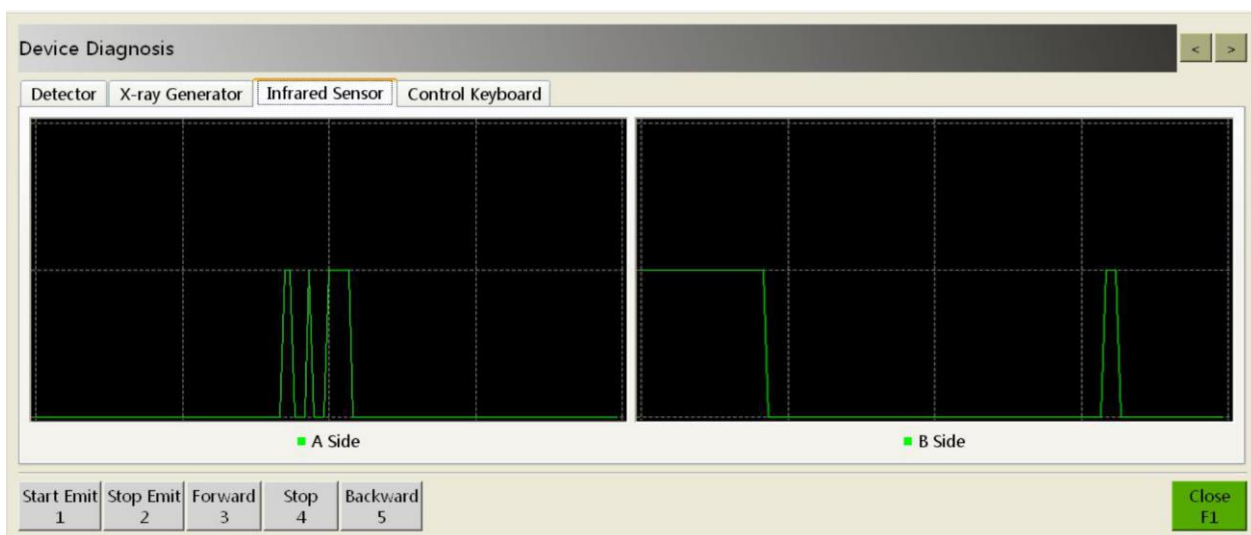 Device Diagnosis
< >
Detector X-ray Generator Infrared Sensor Control Keyboard
A Side B Side
Start Emit Stop Emit Forward Stop Backward Close
1 2 3 4 5 F1